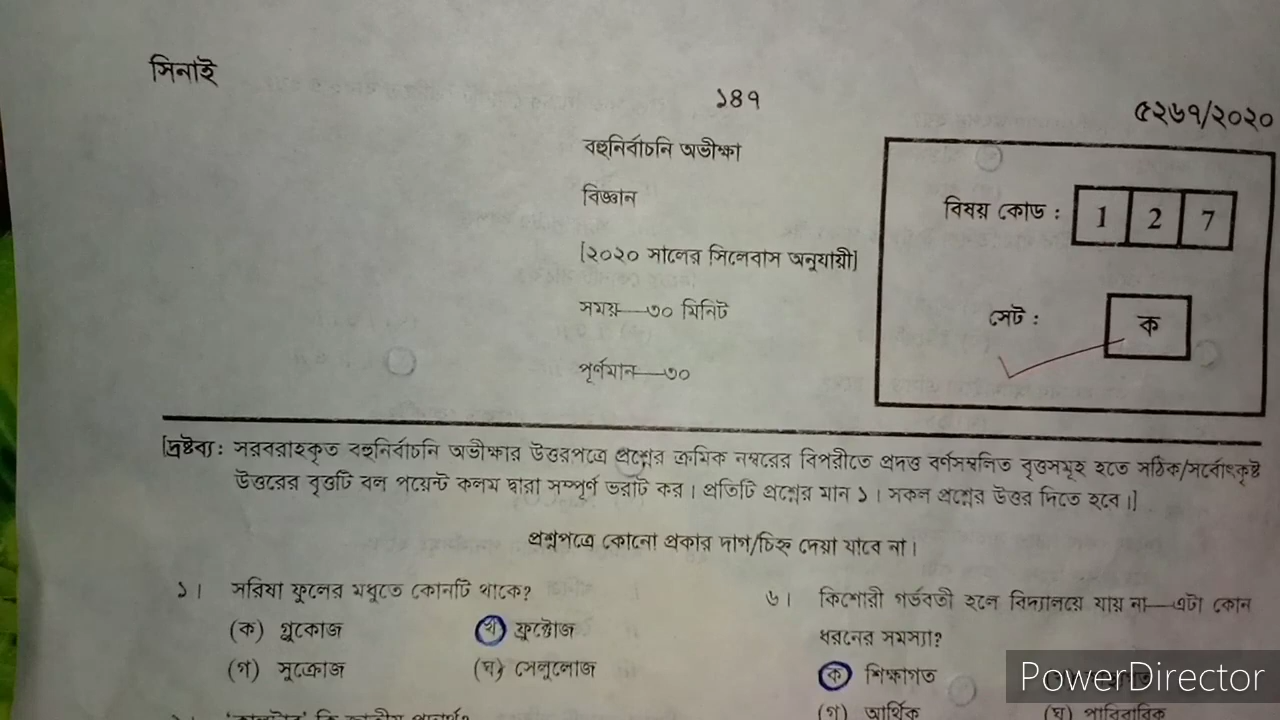 সিনাই
১৪৭
৫২৬৭/২০২০
বহুনির্বাচনি অভীক্ষা
বিজ্ঞান
বিষয় কোড : 1 2 7
[২০২০ সালের সিলেবাস অনুযায়ী]
সময়—৩০ মিনিট
সেট : ক
পূর্ণমান—৩০
[দ্রষ্টব্য : সরবরাহকৃত বহুনির্বাচনি অভীক্ষার উত্তরপত্রে প্রশ্নের ক্রমিক নম্বরের বিপরীতে প্রদত্ত বর্ণসম্বলিত বৃত্তসমূহ হতে সঠিক/সর্বোৎকৃষ্ট
উত্তরের বৃত্তটি বল পয়েন্ট কলম দ্বারা সম্পূর্ণ ভরাট কর। প্রতিটি প্রশ্নের মান ১। সকল প্রশ্নের উত্তর দিতে হবে।]
প্রশ্নপত্রে কোনো প্রকার দাগ/চিহ্ন দেয়া যাবে না।
১। সরিষা ফুলের মধুতে কোনটি থাকে?
(ক) গ্লুকোজ (খ) ফ্রুক্টোজ
(গ) সুক্রোজ (ঘ) সেলুলোজ
৬। কিশোরী গর্ভবতী হলে বিদ্যালয়ে যায় না—এটা কোন
ধরনের সমস্যা?
(ক) শিক্ষাগত
(গ) আর্থিক (ঘ) পারিবারিক
PowerDirector